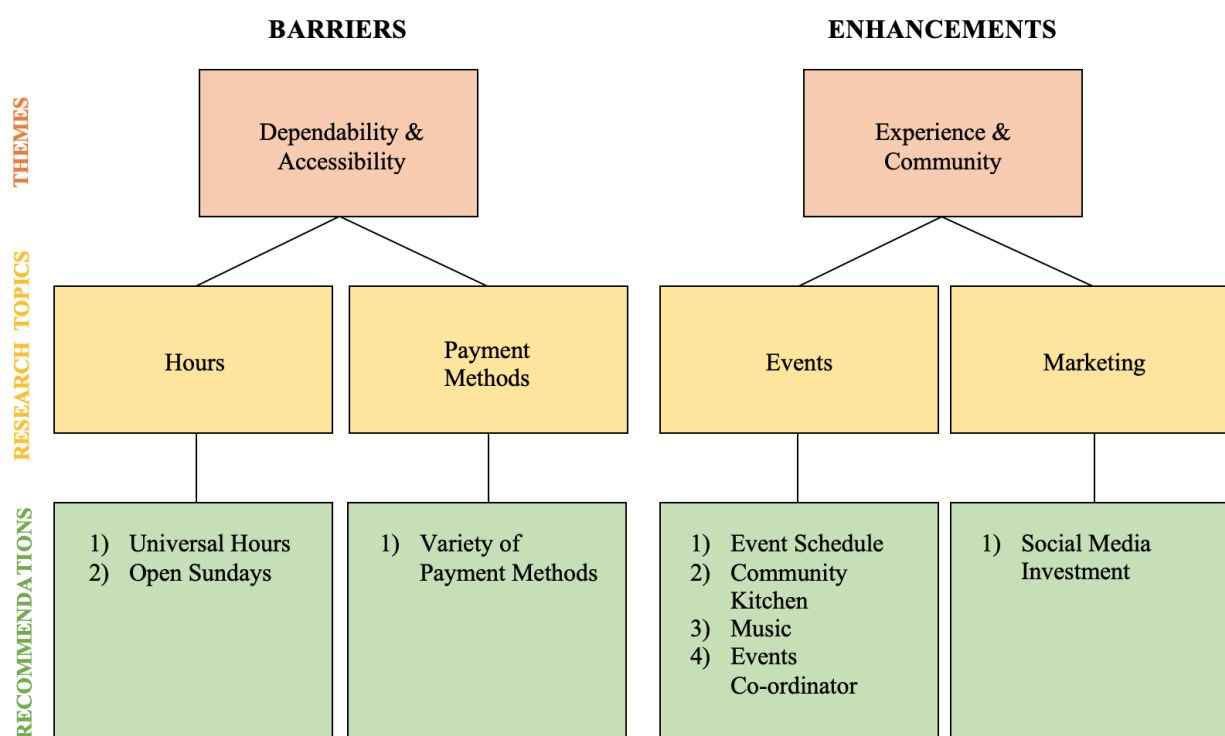 BARRIERS
ENHANCEMENTS
THEMES
Dependability &
Accessibility
Experience &
Community
RESEARCH TOPICS
Hours
Payment
Methods
Events
Marketing
RECOMMENDATIONS
1) Universal Hours
2) Open Sundays
1) Variety of
Payment Methods
1) Event Schedule
2) Community
Kitchen
3) Music
4) Events
Co-ordinator
1) Social Media
Investment